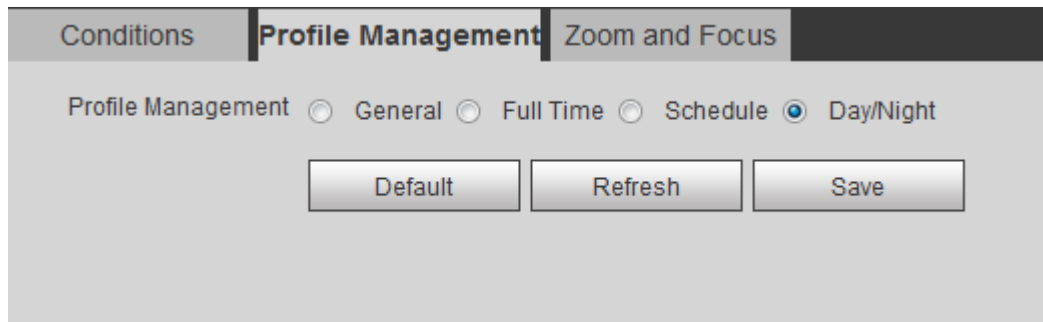 Conditions Profile Management Zoom and Focus
Profile Management General Full Time Schedule Day/Night
Default Refresh Save